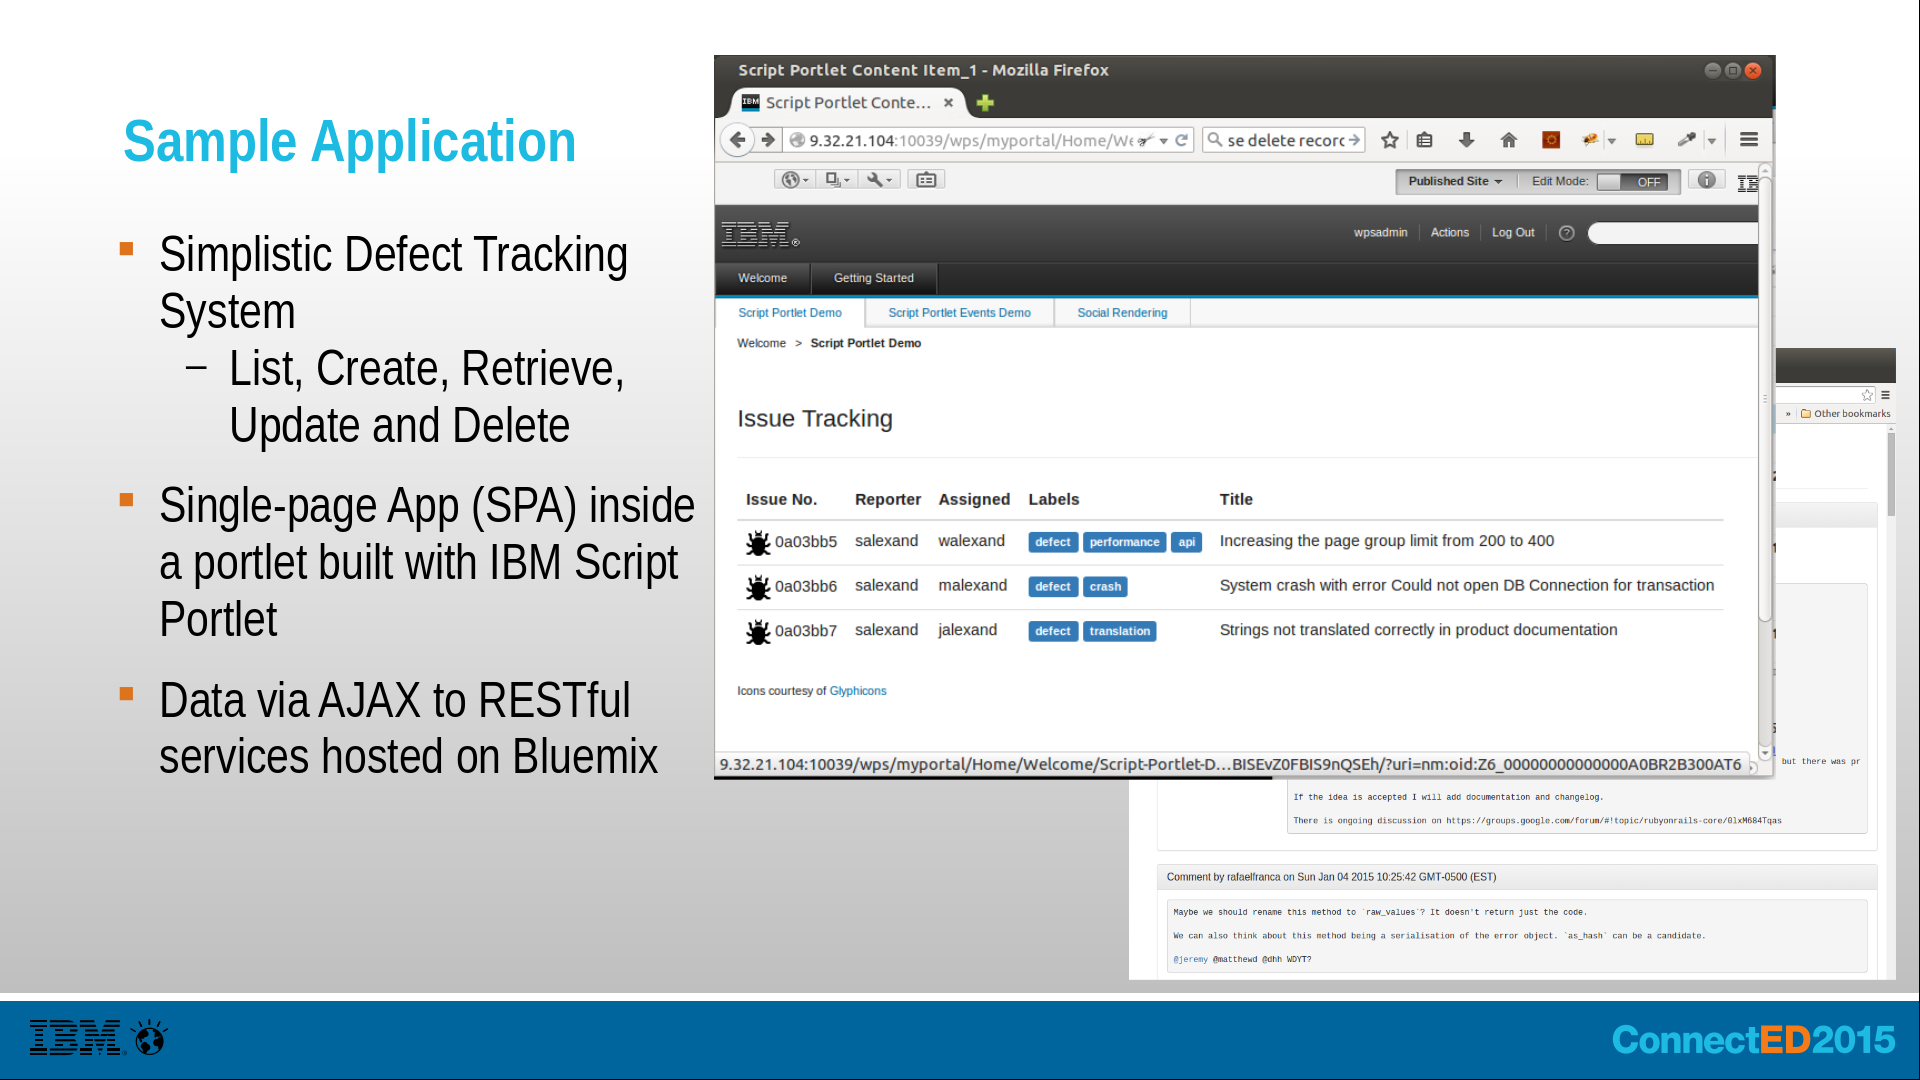 Sample Application
Simplistic Defect Tracking
System
– List, Create, Retrieve,
Update and Delete
Single-page App (SPA) inside
a portlet built with IBM Script
Portlet
Data via AJAX to RESTful
services hosted on Bluemix
Script Portlet Content Item_1 - Mozilla Firefox
IBM Script Portlet Conte...
9.32.21.104:10039/wps/myportal/Home/We
se delete recorc
Published Site
Edit Mode: OFF
IBM
wpsadmin Actions Log Out ?
Welcome Getting Started
Script Portlet Demo Script Portlet Events Demo Social Rendering
Welcome > Script Portlet Demo
Issue Tracking
Issue No. Reporter Assigned Labels Title
0a03bb5 salexand walexand defect performance api Increasing the page group limit from 200 to 400
0a03bb6 salexand malexand defect crash System crash with error Could not open DB Connection for transaction
0a03bb7 salexand jalexand defect translation Strings not translated correctly in product documentation
Icons courtesy of Glyphicons
9.32.21.104:10039/wps/myportal/Home/Welcome/Script-Portlet-D...BISEvZ0FBIS9nQSEh/?uri=nm:oid:Z6_00000000000000A0BR2B300AT6
» Other bookmarks
but there was pr
If the idea is accepted I will add documentation and changelog.
There is ongoing discussion on https://groups.google.com/forum/#!topic/rubyonrails-core/0lxM684Tqas
Comment by rafaelfranca on Sun Jan 04 2015 10:25:42 GMT-0500 (EST)
Maybe we should rename this method to `raw_values`? It doesn't return just the code.
We can also think about this method being a serialisation of the error object. `as_hash` can be a candidate.
@jeremy @matthewd @dhh WDYT?
IBM
ConnectED2015